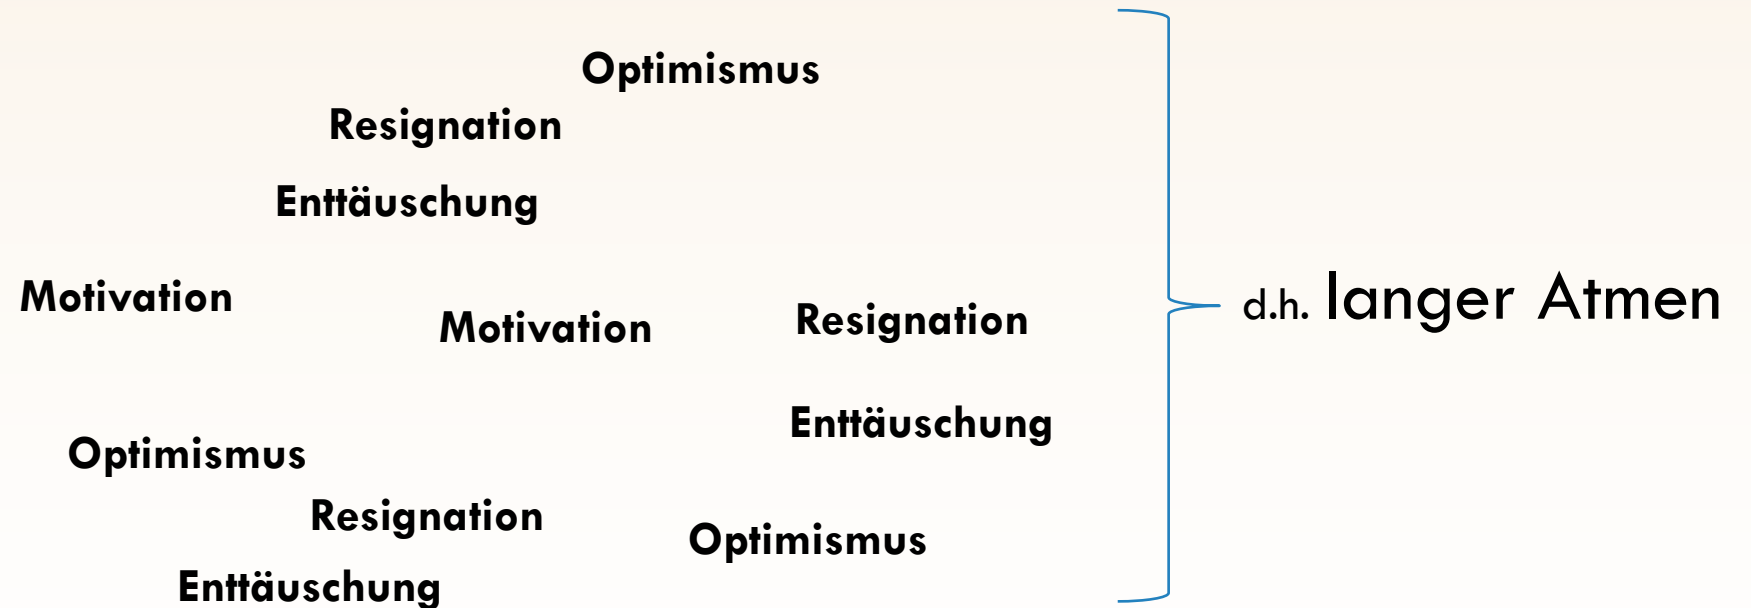 Optimismus
Resignation
Enttäuschung
Motivation
Motivation
Resignation
d.h. langer Atmen
Enttäuschung
Optimismus
Resignation
Optimismus
Enttäuschung